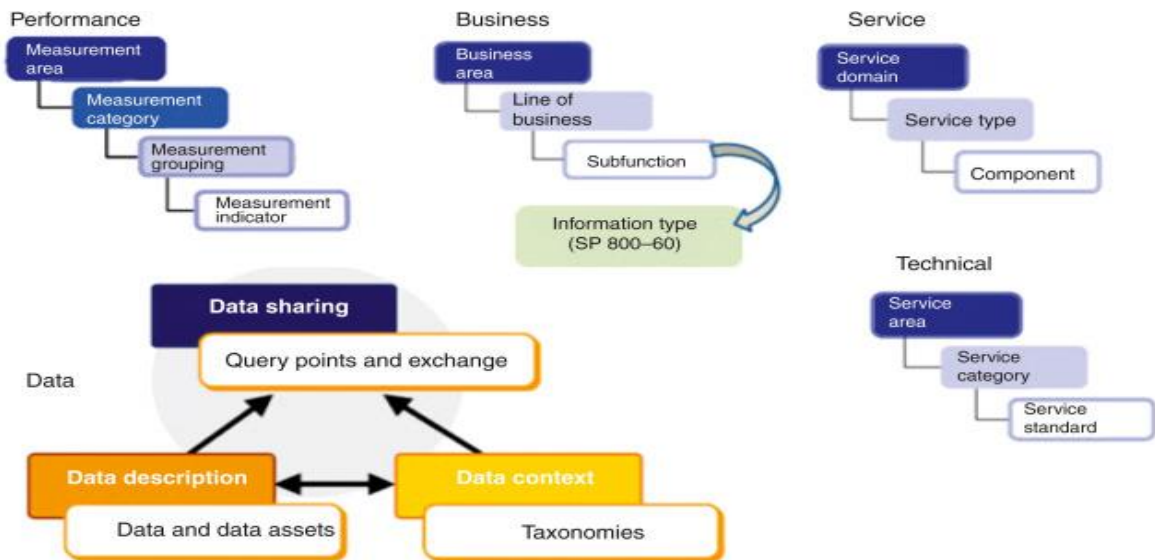 Performance
Measurement
area
Measurement
category
Measurement
grouping
Measurement
indicator
Business
Business
area
Line of
business
Subfunction
Information type
(SP 800–60)
Service
Service
domain
Service type
Component
Technical
Service
area
Service
category
Service
standard
Data
Data sharing
Query points and exchange
Data description
Data and data assets
Data context
Taxonomies